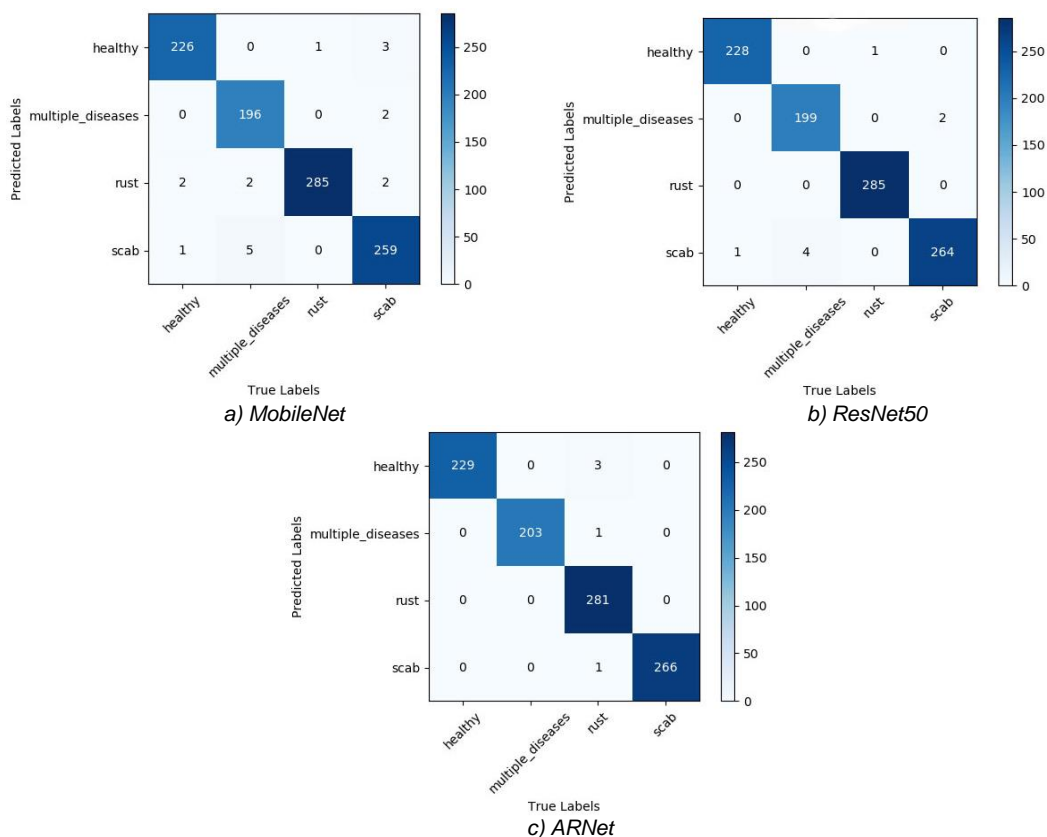 healthy 226 0 1 3
multiple_diseases 0 196 0 2
rust 2 2 285 2
scab 1 5 0 259
Predicted Labels
healthy multiple_diseases rust scab
True Labels
250
200
150
100
50
0
a) MobileNet
healthy 228 0 1 0
multiple_diseases 0 199 0 2
rust 0 0 285 0
scab 1 4 0 264
Predicted Labels
healthy multiple_diseases rust scab
True Labels
250
200
150
100
50
0
b) ResNet50
healthy 229 0 3 0
multiple_diseases 0 203 1 0
rust 0 0 281 0
scab 0 0 1 266
Predicted Labels
healthy multiple_diseases rust scab
True Labels
250
200
150
100
50
0
c) ARNet